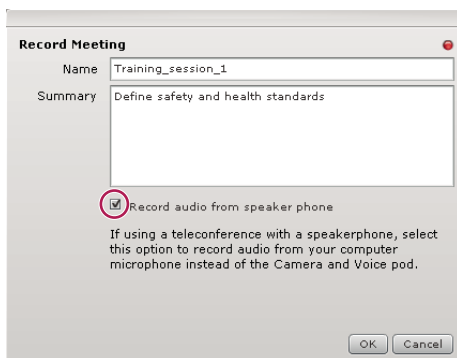 Record Meeting
Name Training_session_1
Summary Define safety and health standards
Record audio from speaker phone
If using a teleconference with a speakerphone, select
this option to record audio from your computer
microphone instead of the Camera and Voice pod.
OK Cancel